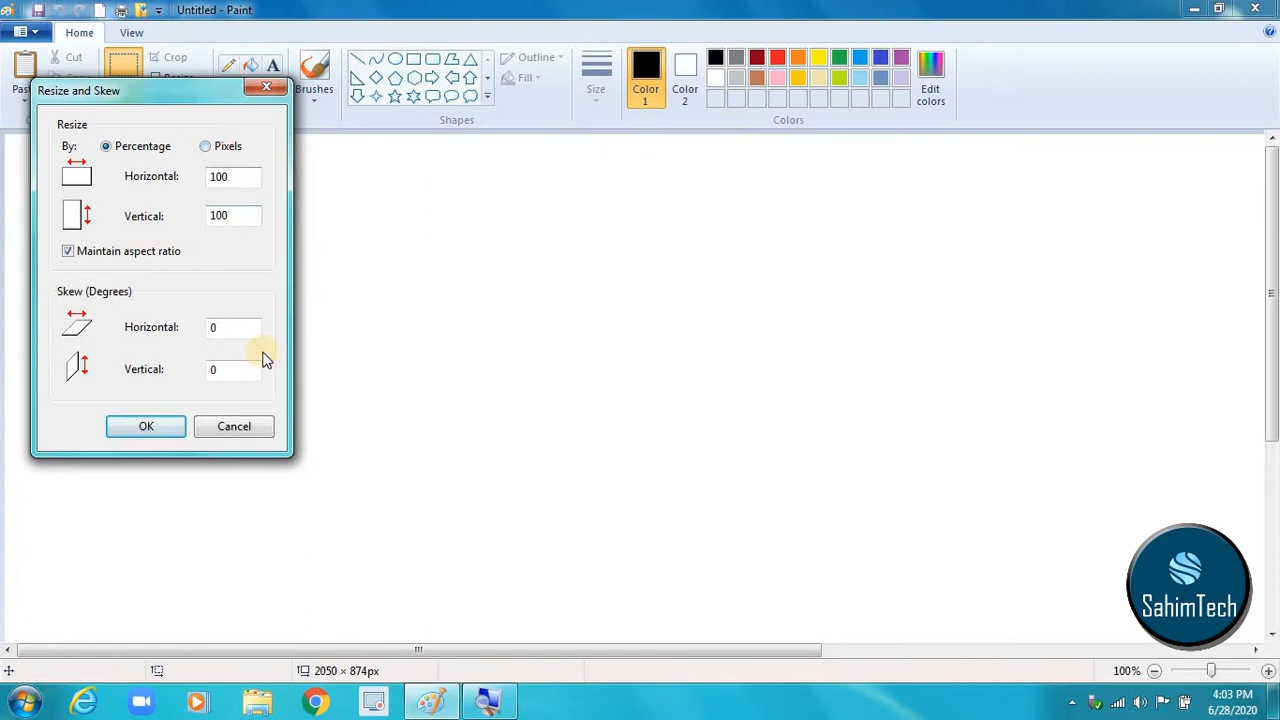 Untitled - Paint
Home
View
Cut
Crop
Outline
Fill
Brushes
Size
Color 1
Color 2
Edit colors
Shapes
Colors
Resize and Skew
Resize
By:
Percentage
Pixels
Horizontal:
100
Vertical:
100
Maintain aspect ratio
Skew (Degrees)
Horizontal:
0
Vertical:
0
OK
Cancel
SahimTech
2050 × 874px
100%
4:03 PM
6/28/2020